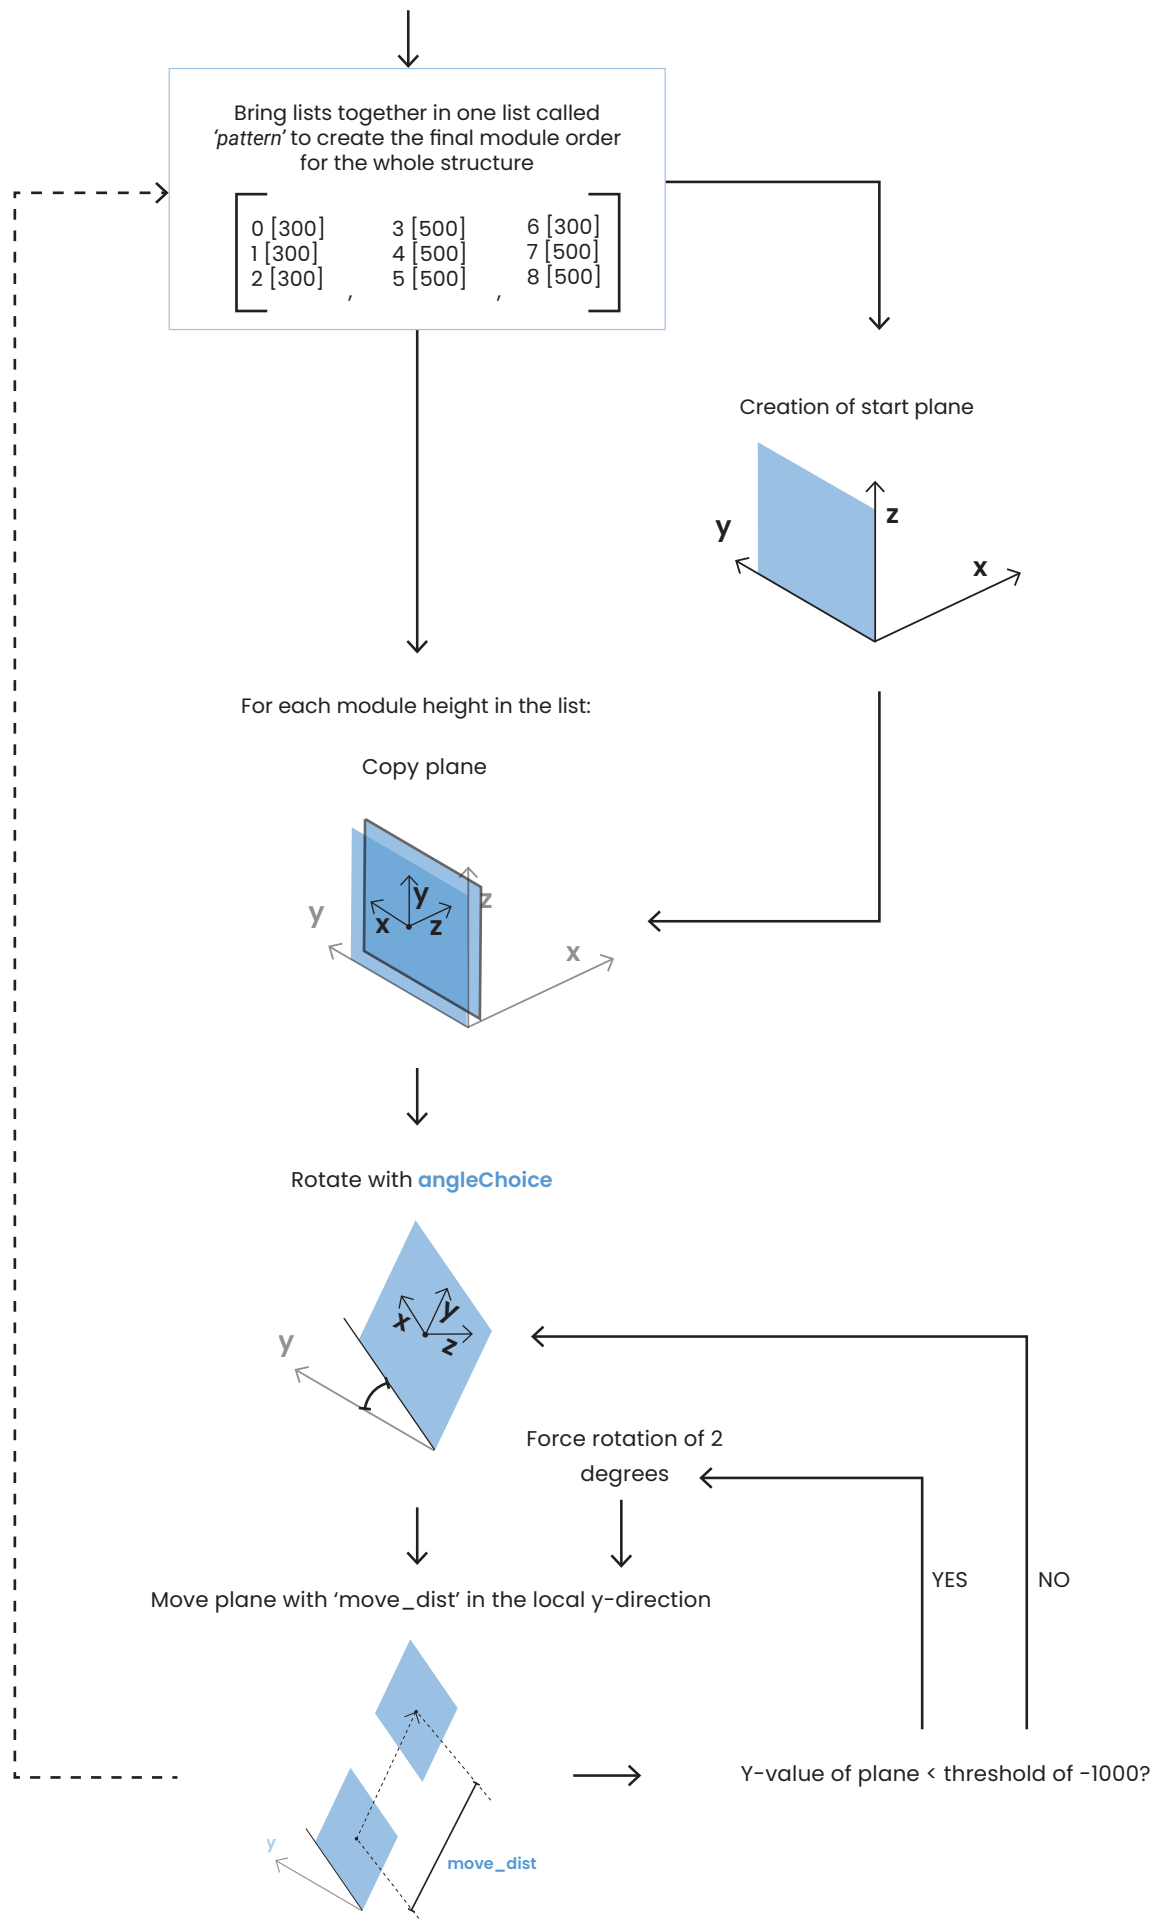 Bring lists together in one list called
‘pattern’ to create the final module order
for the whole structure
0 [300]
1 [300]
2 [300]
,
3 [500]
4 [500]
5 [500]
,
6 [300]
7 [500]
8 [500]
Creation of start plane
y
z
x
For each module height in the list:
Copy plane
y
z
x
y
x
z
Rotate with angleChoice
y
x
y
z
Force rotation of 2
degrees
YES
NO
Move plane with ‘move_dist’ in the local y-direction
Y-value of plane < threshold of -1000?
y
move_dist